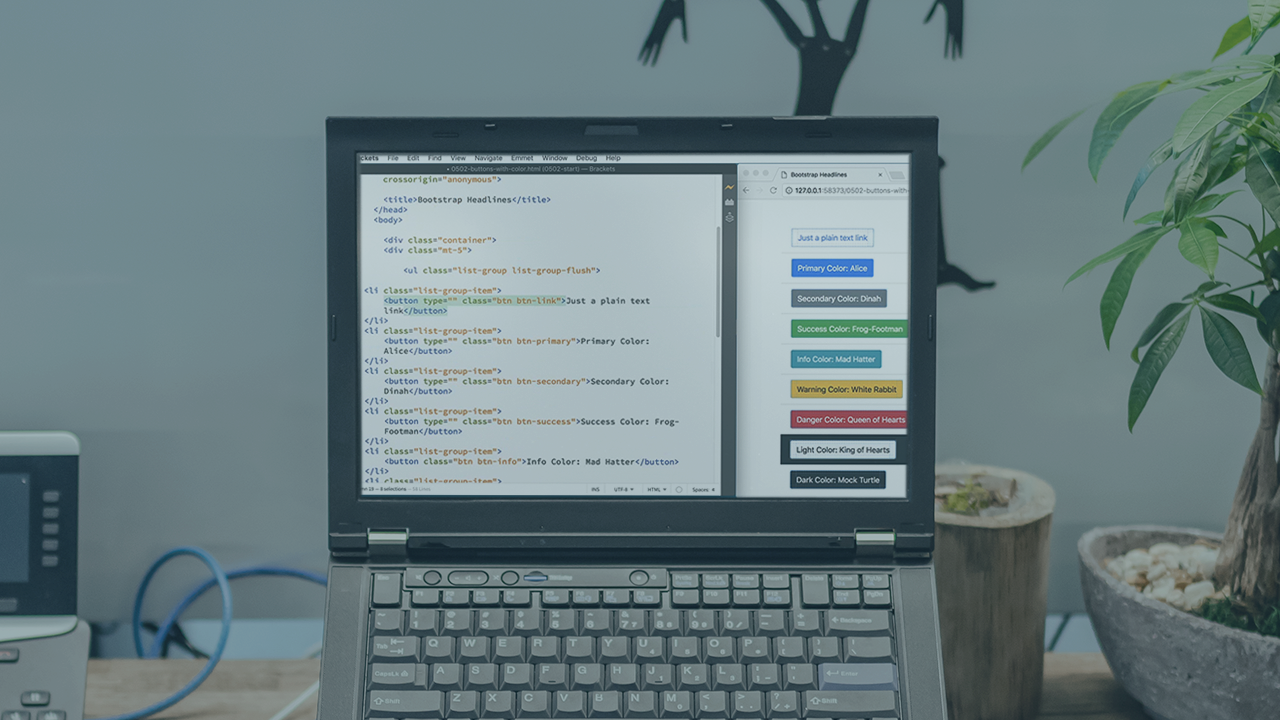 ckets File Edit Find View Navigate Emmet Window Debug Help
• 0502-buttons-with-color.html (0502-start) — Brackets
crossorigin="anonymous">
<title>Bootstrap Headlines</title>
</head>
<body>
<div class="container">
<div class="mt-5">
<ul class="list-group list-group-flush">
<li class="list-group-item">
<button type="" class="btn btn-link">Just a plain text
link</button>
</li>
<li class="list-group-item">
<button type="" class="btn btn-primary">Primary Color:
Alice</button>
</li>
<li class="list-group-item">
<button type="" class="btn btn-secondary">Secondary Color:
Dinah</button>
</li>
<li class="list-group-item">
<button type="" class="btn btn-success">Success Color: Frog-
Footman</button>
</li>
<li class="list-group-item">
<button class="btn btn-info">Info Color: Mad Hatter</button>
</li>
<li class="list-group-item">
INS UTF-8 HTML Spaces: 4
Bootstrap Headlines
127.0.0.1:58373/0502-buttons-with-
Just a plain text link
Primary Color: Alice
Secondary Color: Dinah
Success Color: Frog-Footman
Info Color: Mad Hatter
Warning Color: White Rabbit
Danger Color: Queen of Hearts
Light Color: King of Hearts
Dark Color: Mock Turtle
Esc
Backspace
Tab Q W E R T Y U I O P
CapsLk A S D F G H J K L Enter
Shift Z X C V B N M Shift